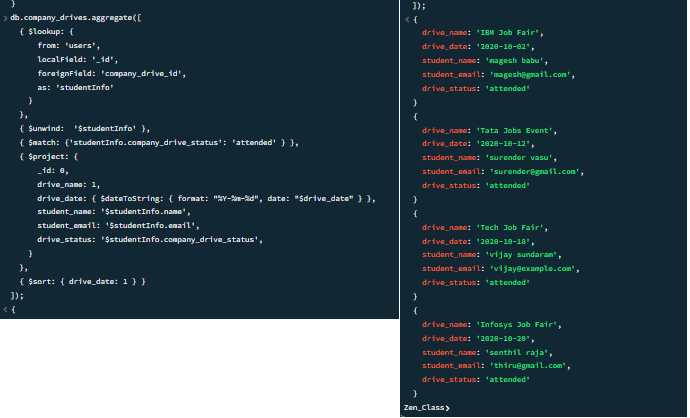 }
db.company_drives.aggregate([
{ $lookup: {
from: 'users',
localField: '_id',
foreignField: 'company_drive_id',
as: 'studentInfo'
}
},
{ $unwind:  '$studentInfo' },
{ $match: {'studentInfo.company_drive_status': 'attended' } },
{ $project: {
_id: 0,
drive_name: 1,
drive_date: { $dateToString: { format: "%Y-%m-%d", date: "$drive_date" } },
student_name: '$studentInfo.name',
student_email: '$studentInfo.email',
drive_status: '$studentInfo.company_drive_status',
}
},
{ $sort: { drive_date: 1 } }
]);
{
]);
{
drive_name: 'IBM Job Fair',
drive_date: '2020-10-02',
student_name: 'magesh babu',
student_email: 'magesh@gmail.com',
drive_status: 'attended'
}
{
drive_name: 'Tata Jobs Event',
drive_date: '2020-10-12',
student_name: 'surender vasu',
student_email: 'surender@gmail.com',
drive_status: 'attended'
}
{
drive_name: 'Tech Job Fair',
drive_date: '2020-10-18',
student_name: 'vijay sundaram',
student_email: 'vijay@example.com',
drive_status: 'attended'
}
{
drive_name: 'Infosys Job Fair',
drive_date: '2020-10-20',
student_name: 'senthil raja',
student_email: 'thiru@gmail.com',
drive_status: 'attended'
}
Zen_Class>